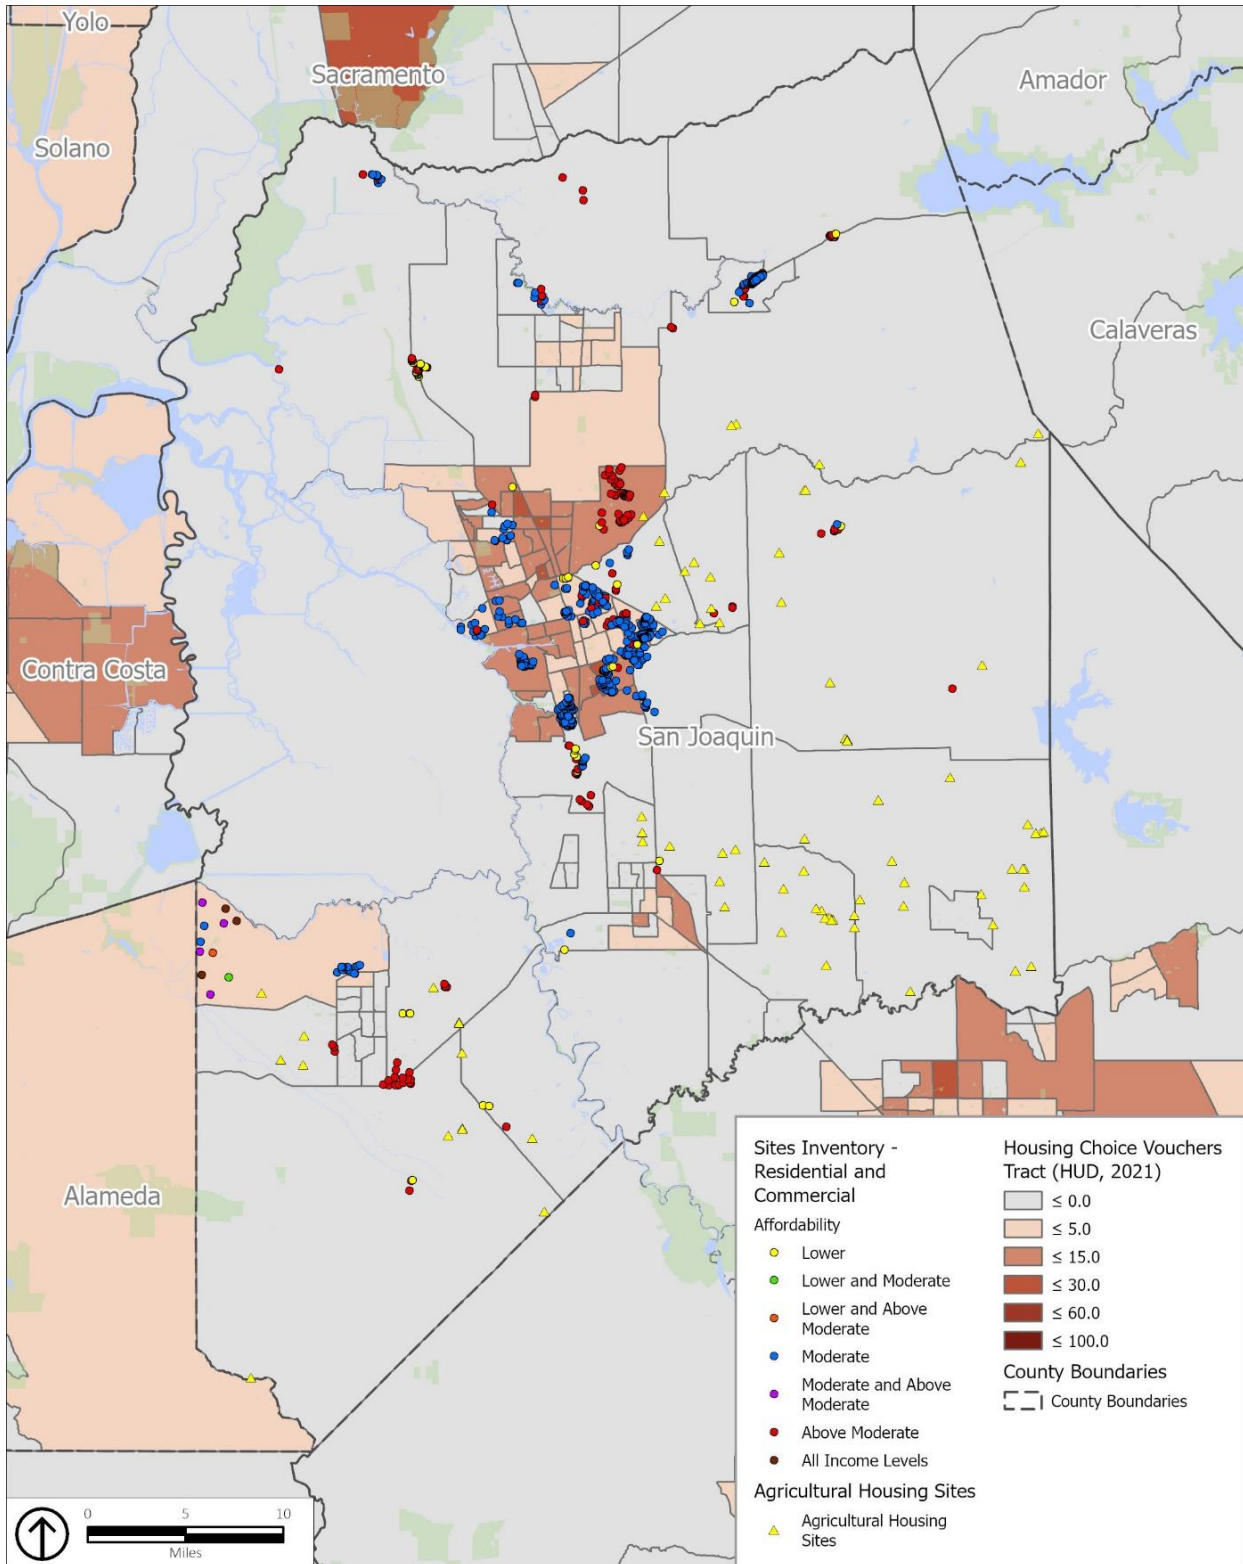 Yolo
Sacramento
Amador
Solano
Calaveras
Contra Costa
San Joaquin
Alameda
Sites Inventory -
Residential and
Commercial
Affordability
Lower
Lower and Moderate
Lower and Above
Moderate
Moderate
Moderate and Above
Moderate
Above Moderate
All Income Levels
Agricultural Housing Sites
Agricultural Housing
Sites
Housing Choice Vouchers
Tract (HUD, 2021)
≤ 0.0
≤ 5.0
≤ 15.0
≤ 30.0
≤ 60.0
≤ 100.0
County Boundaries
County Boundaries
0 5 10
Miles